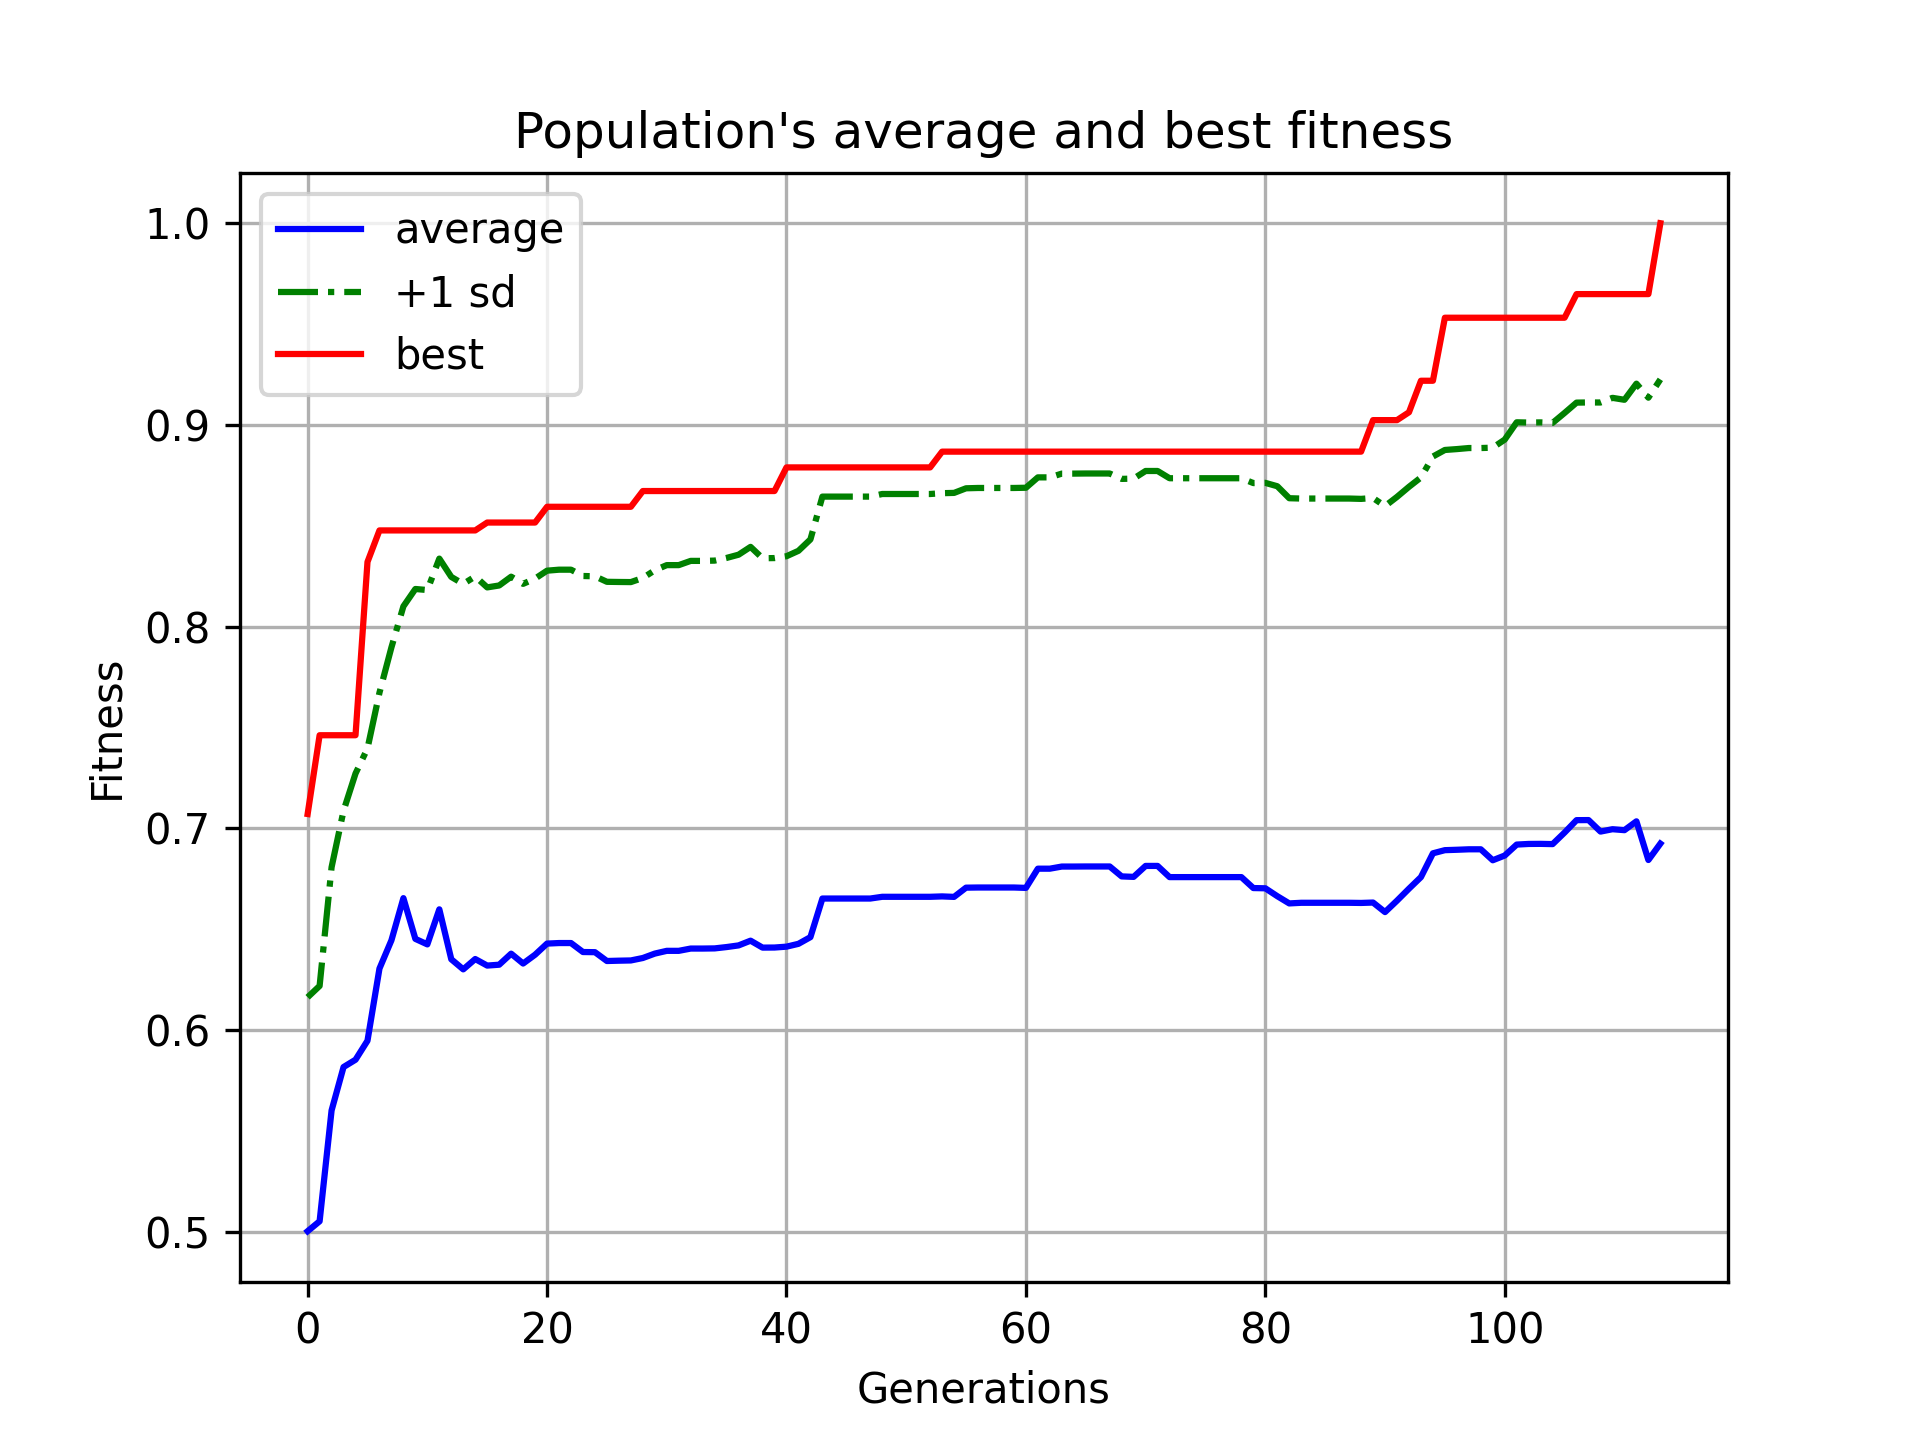 Population's average and best fitness
average
+1 sd
best
1.0
0.9
0.8
0.7
0.6
0.5
Fitness
0 20 40 60 80 100
Generations